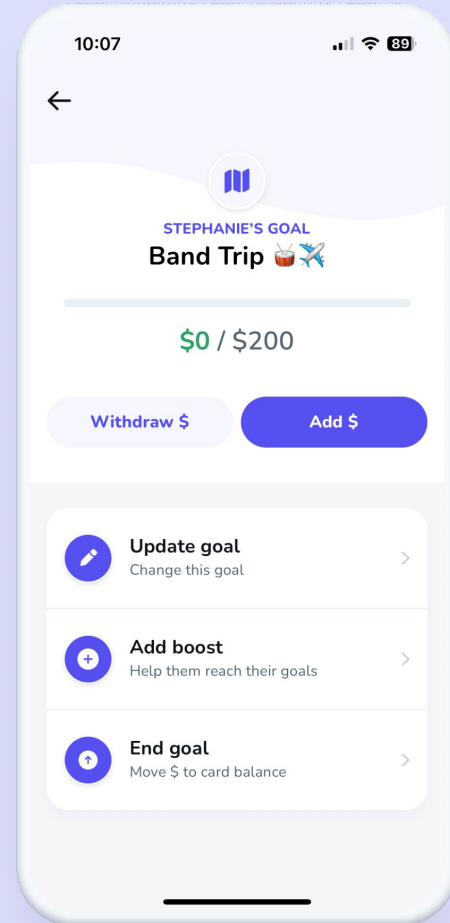 10:07
89
STEPHANIE'S GOAL
Band Trip 🥁✈️
$0 / $200
Withdraw $
Add $
Update goal
Change this goal
Add boost
Help them reach their goals
End goal
Move $ to card balance